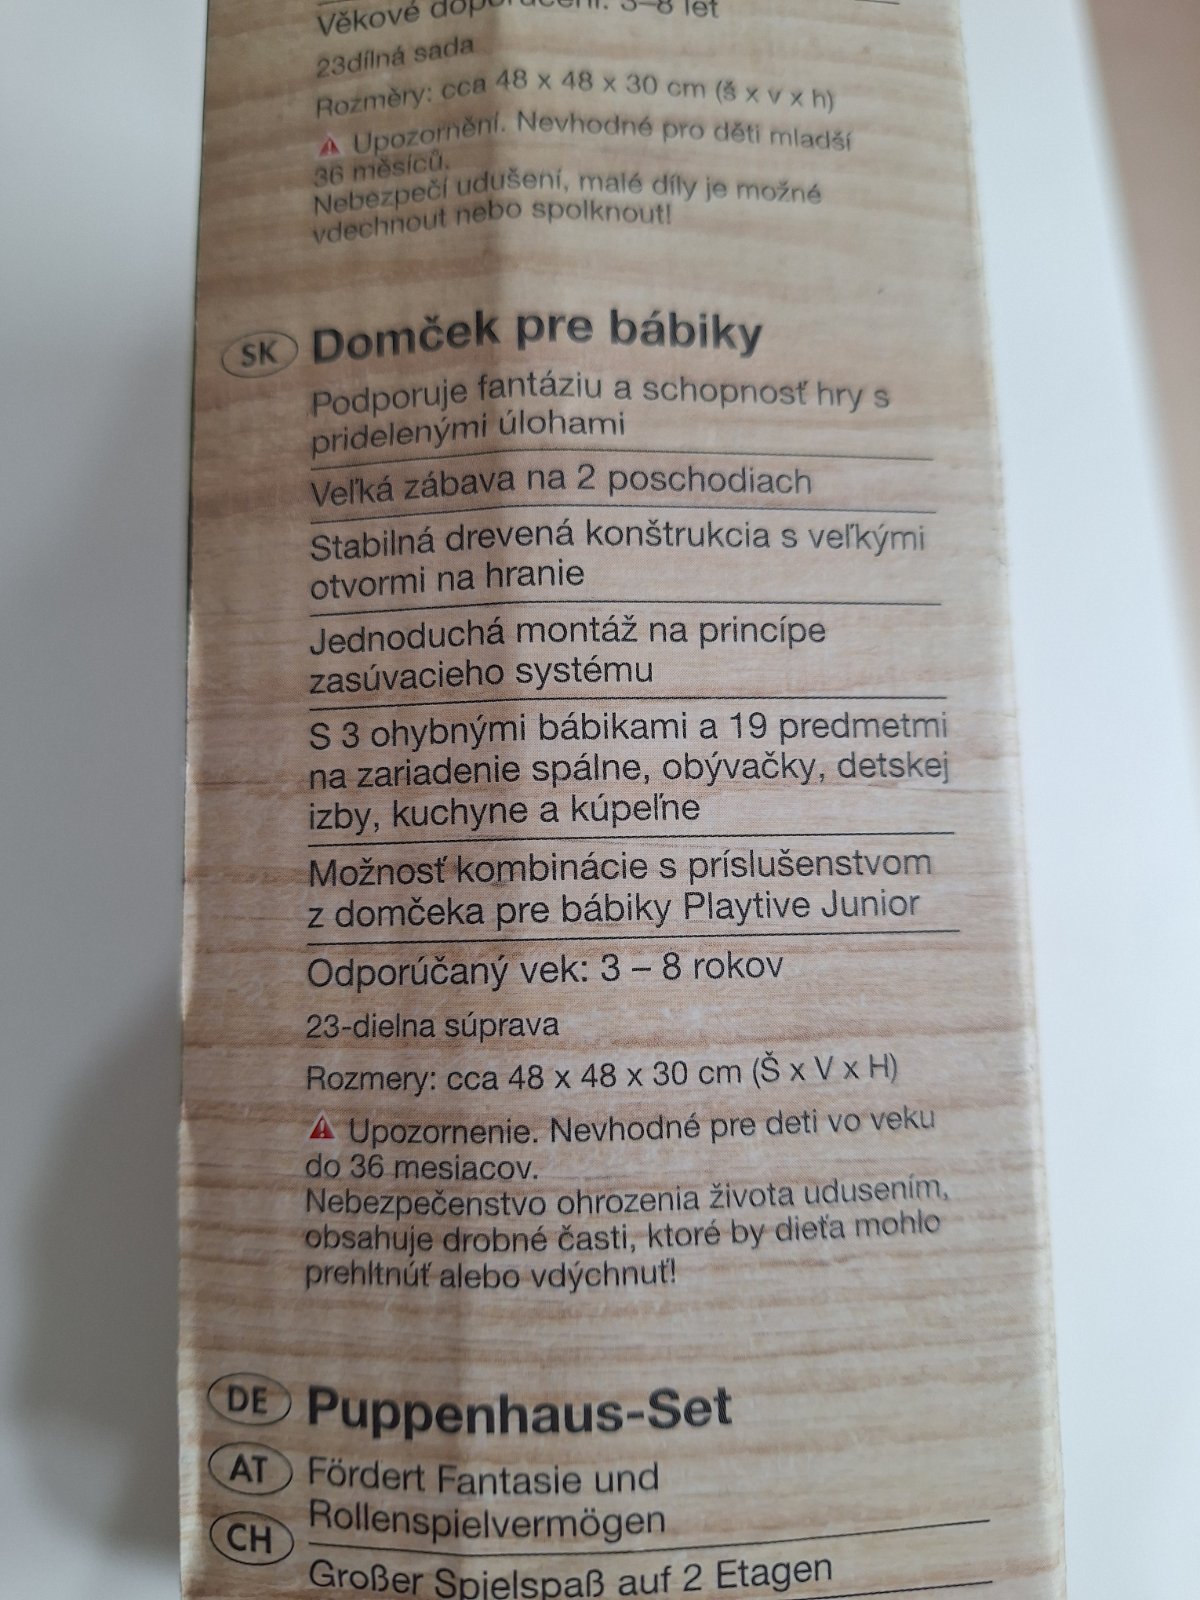 Věkové doporučení: 3–8 let
23dílná sada
Rozměry: cca 48 x 48 x 30 cm (š x v x h)
Upozornění. Nevhodné pro děti mladší
36 měsíců.
Nebezpečí udušení, malé díly je možné
vdechnout nebo spolknout!
SK Domček pre bábiky
Podporuje fantáziu a schopnosť hry s
pridelenými úlohami
Veľká zábava na 2 poschodiach
Stabilná drevená konštrukcia s veľkými
otvormi na hranie
Jednoduchá montáž na princípe
zasúvacieho systému
S 3 ohybnými bábikami a 19 predmetmi
na zariadenie spálne, obývačky, detskej
izby, kuchyne a kúpeľne
Možnosť kombinácie s príslušenstvom
z domčeka pre bábiky Playtive Junior
Odporúčaný vek: 3 – 8 rokov
23-dielna súprava
Rozmery: cca 48 x 48 x 30 cm (Š x V x H)
Upozornenie. Nevhodné pre deti vo veku
do 36 mesiacov.
Nebezpečenstvo ohrozenia života udusením,
obsahuje drobné časti, ktoré by dieťa mohlo
prehltnúť alebo vdýchnuť!
DE Puppenhaus-Set
AT Fördert Fantasie und
Rollenspielvermögen
CH
Großer Spielspaß auf 2 Etagen